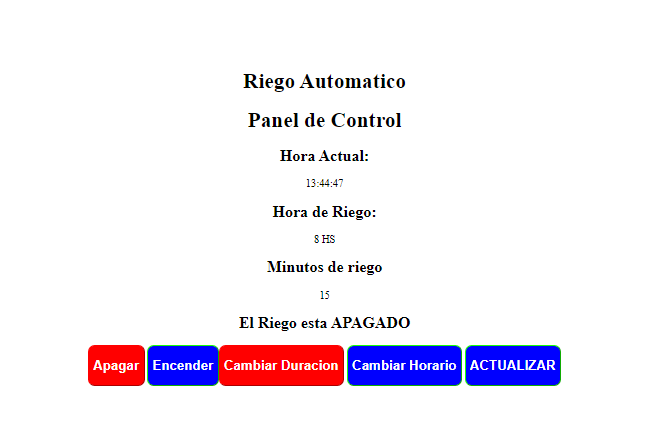 Riego Automatico
Panel de Control
Hora Actual:
13:44:47
Hora de Riego:
8 HS
Minutos de riego
15
El Riego esta APAGADO
Apagar Encender Cambiar Duracion Cambiar Horario ACTUALIZAR